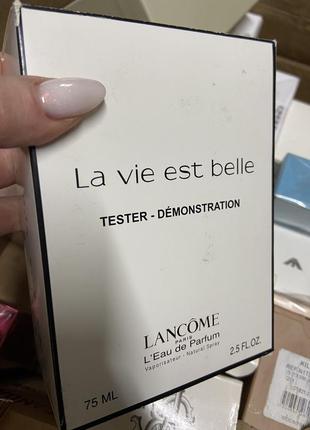 La vie est belle
TESTER - DÉMONSTRATION
LANCÔME
PARIS
L'Eau de Parfum
Vaporisateur - Natural Spray
75 ML
2.5 FL.OZ.